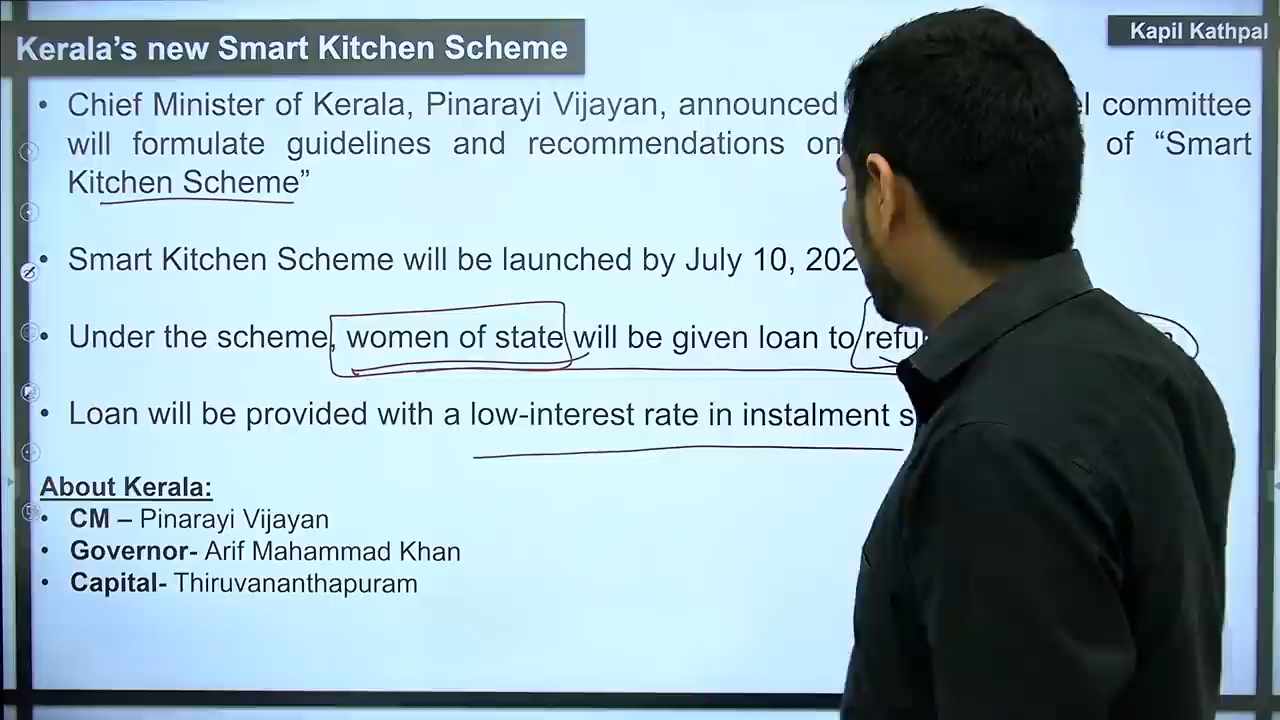 Kerala's new Smart Kitchen Scheme
Kapil Kathpal
• Chief Minister of Kerala, Pinarayi Vijayan, announced committee
will formulate guidelines and recommendations on of “Smart
Kitchen Scheme”
• Smart Kitchen Scheme will be launched by July 10,
• Under the scheme, women of state will be given loan to
• Loan will be provided with a low-interest rate in instalment
About Kerala:
• CM – Pinarayi Vijayan
• Governor- Arif Mahammad Khan
• Capital- Thiruvananthapuram